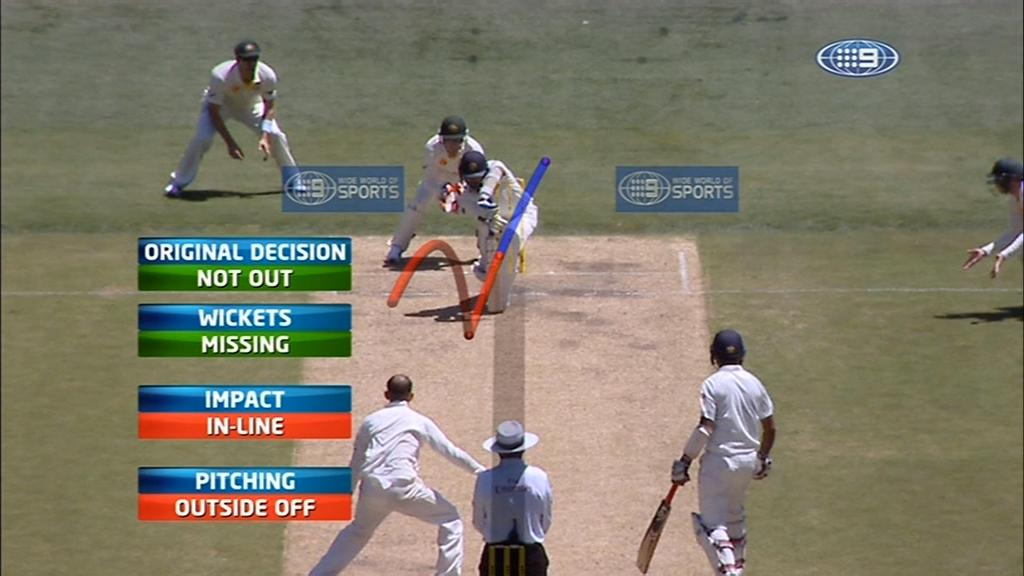 9
9 WIDE WORLD OF SPORTS
9 WIDE WORLD OF SPORTS
ORIGINAL DECISION
NOT OUT
WICKETS
MISSING
IMPACT
IN-LINE
PITCHING
OUTSIDE OFF